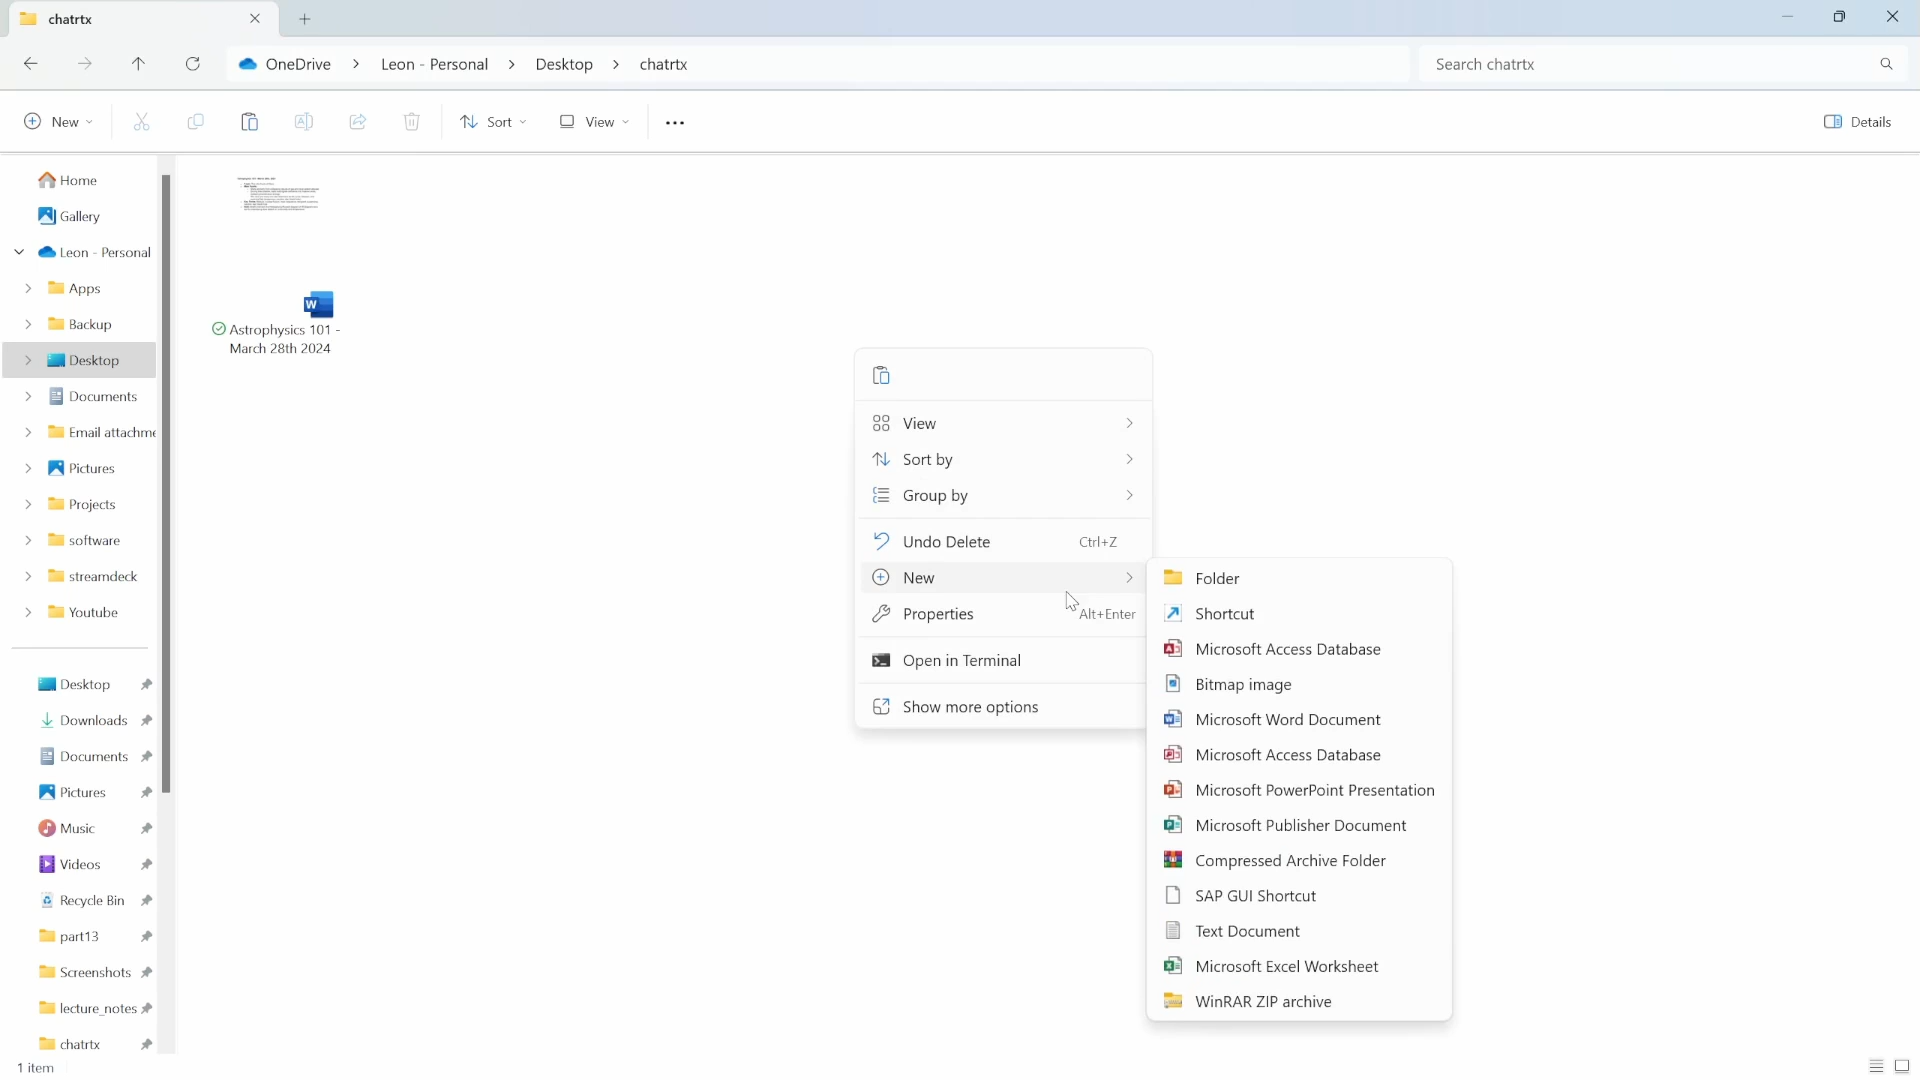 chatrtx
OneDrive > Leon - Personal > Desktop > chatrtx
Search chatrtx
New
Sort
View
Details
Home
Gallery
Leon - Personal
Apps
Backup
Desktop
Documents
Email attachme
Pictures
Projects
software
streamdeck
Youtube
Desktop
Downloads
Documents
Pictures
Music
Videos
Recycle Bin
part13
Screenshots
lecture_notes
chatrtx
1 item
Astrophysics 101 -
March 28th 2024
View
Sort by
Group by
Undo Delete Ctrl+Z
New
Properties Alt+Enter
Open in Terminal
Show more options
Folder
Shortcut
Microsoft Access Database
Bitmap image
Microsoft Word Document
Microsoft Access Database
Microsoft PowerPoint Presentation
Microsoft Publisher Document
Compressed Archive Folder
SAP GUI Shortcut
Text Document
Microsoft Excel Worksheet
WinRAR ZIP archive